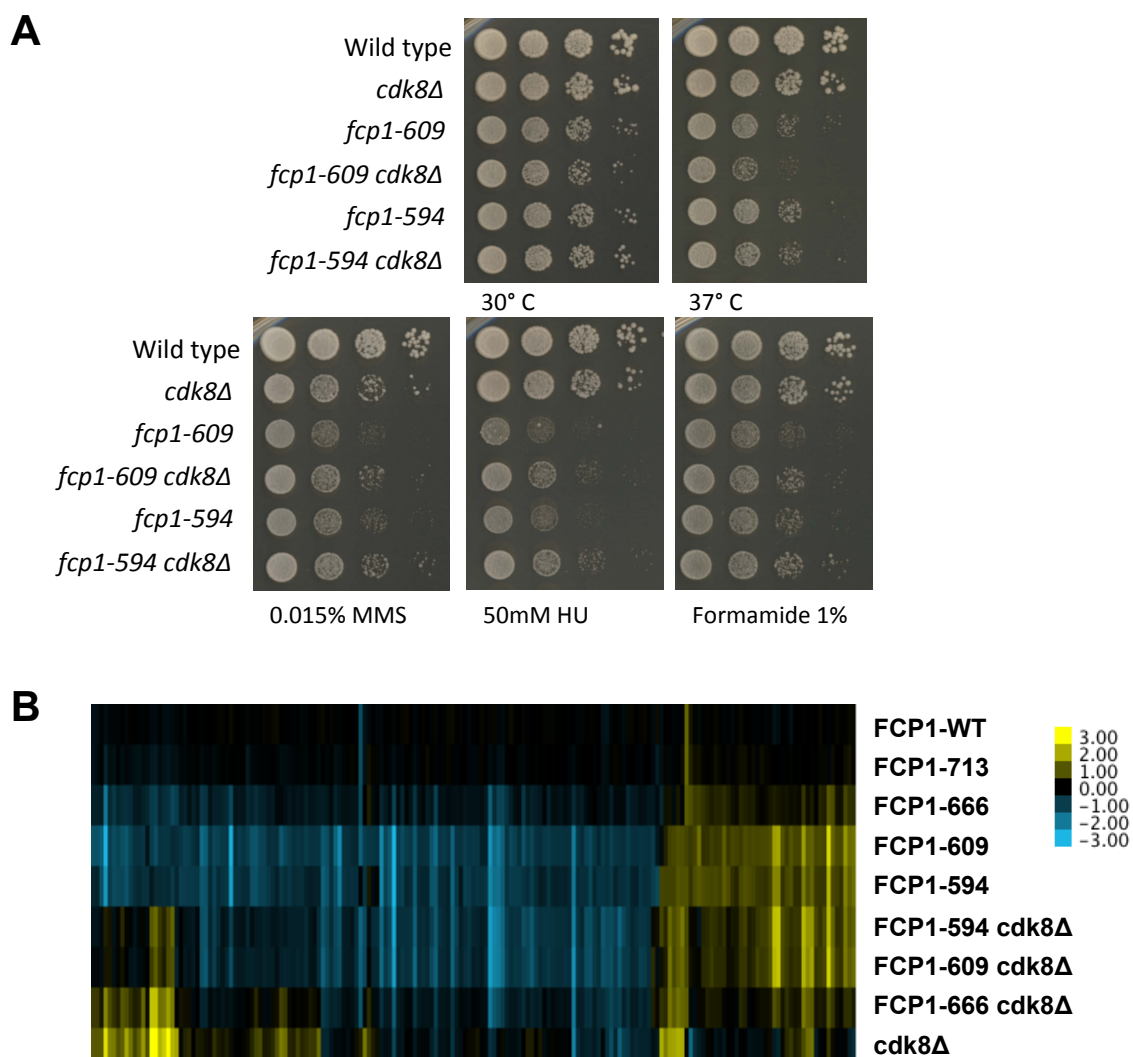 A
Wild type
cdk8Δ
fcp1-609
fcp1-609 cdk8Δ
fcp1-594
fcp1-594 cdk8Δ
30° C
37° C
Wild type
cdk8Δ
fcp1-609
fcp1-609 cdk8Δ
fcp1-594
fcp1-594 cdk8Δ
0.015% MMS
50mM HU
Formamide 1%
B
FCP1-WT
FCP1-713
FCP1-666
FCP1-609
FCP1-594
FCP1-594 cdk8Δ
FCP1-609 cdk8Δ
FCP1-666 cdk8Δ
cdk8Δ
3.00
2.00
1.00
0.00
−1.00
−2.00
−3.00